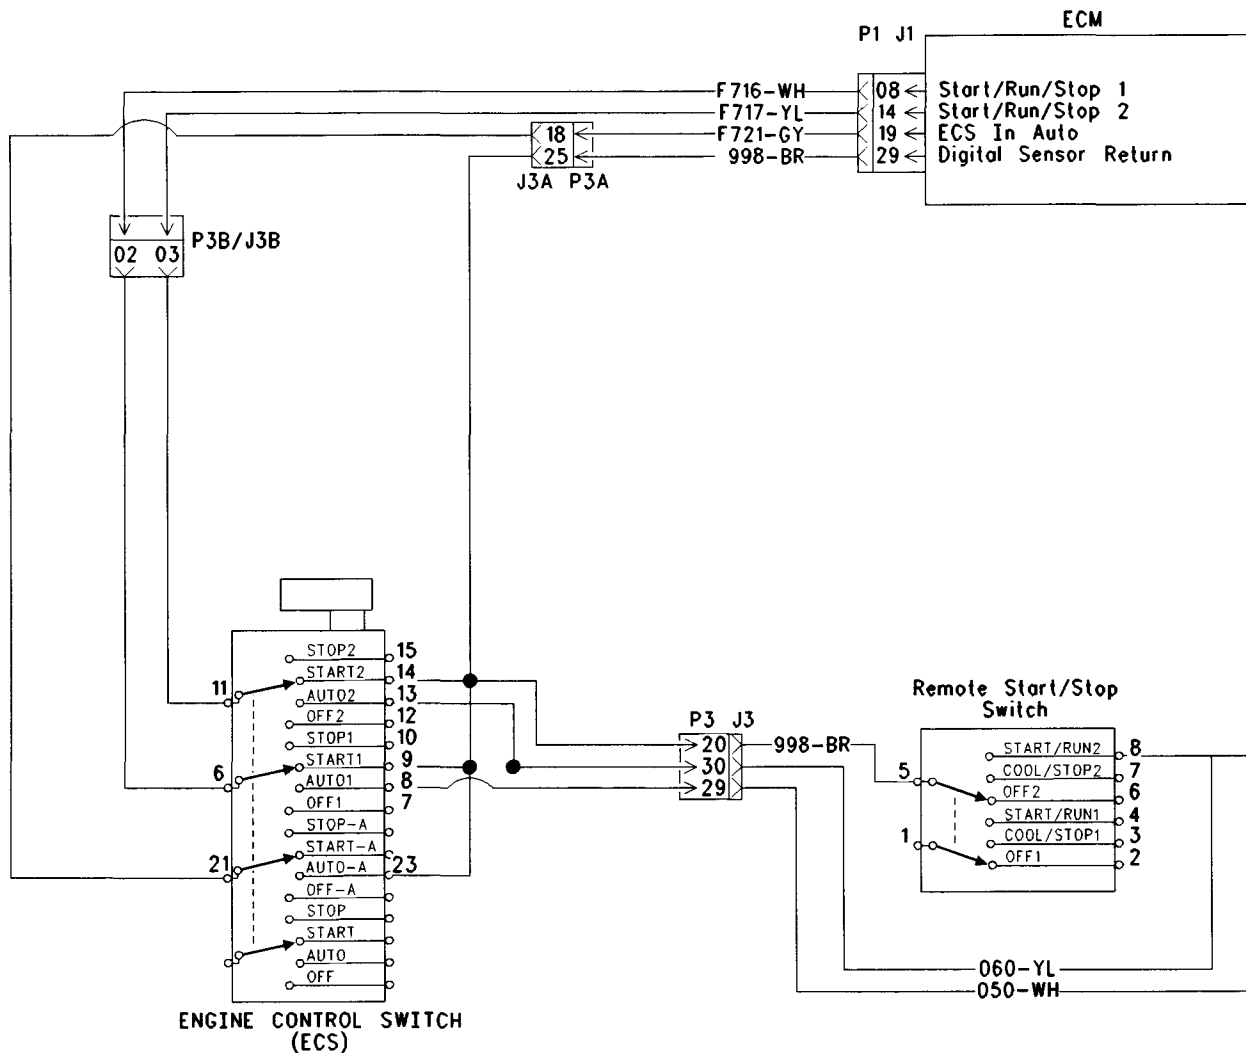 ECM
P1 J1
F716-WH 08 Start/Run/Stop 1
F717-YL 14 Start/Run/Stop 2
18 F721-GY 19 ECS In Auto
25 998-BR 29 Digital Sensor Return
J3A P3A
P3B/J3B
02 03
STOP2 15
START2 14
11
AUTO2 13
OFF2 12
STOP1 10
START1 9
6
AUTO1 8
OFF1 7
STOP-A
START-A
21
AUTO-A 23
OFF-A
STOP
START
AUTO
OFF
ENGINE CONTROL SWITCH
(ECS)
P3 J3
20 998-BR
30
29
Remote Start/Stop
Switch
START/RUN2 8
COOL/STOP2 7
5
OFF2 6
START/RUN1 4
1
COOL/STOP1 3
OFF1 2
060-YL
050-WH